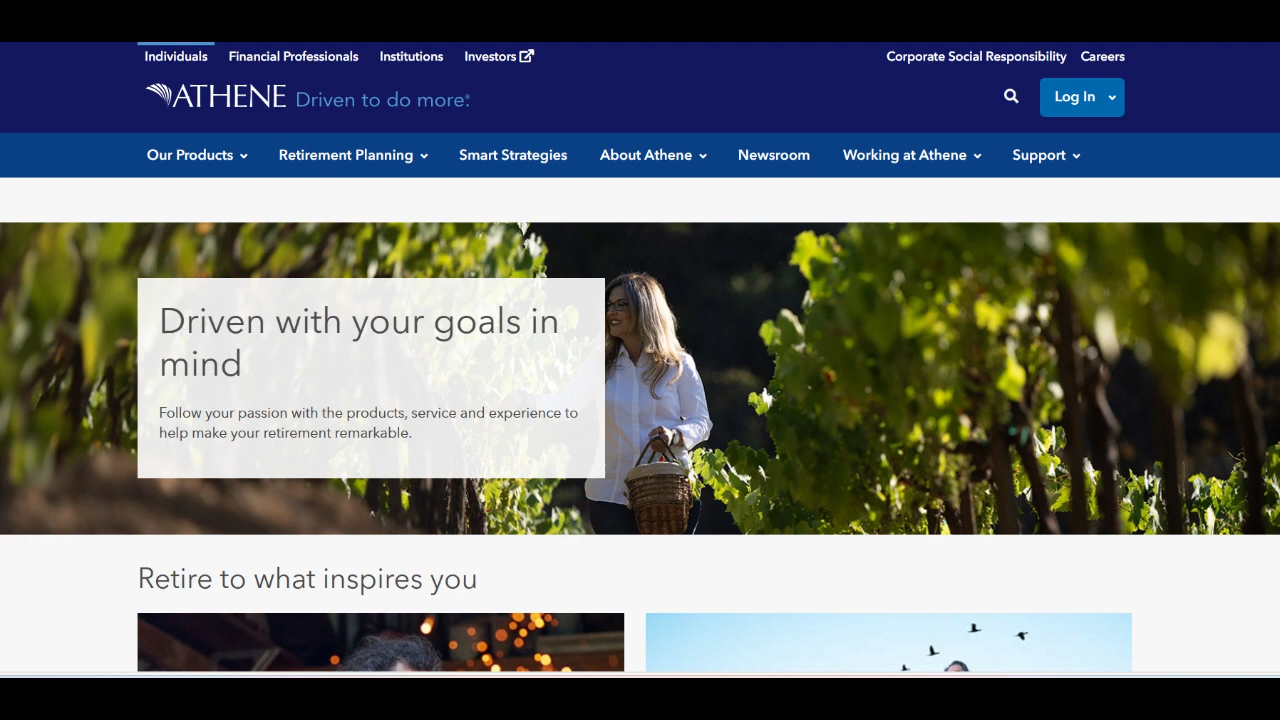 Individuals Financial Professionals Institutions Investors Corporate Social Responsibility Careers
ATHENE Driven to do more.® Log In
Our Products Retirement Planning Smart Strategies About Athene Newsroom Working at Athene Support
Driven with your goals in
mind
Follow your passion with the products, service and experience to
help make your retirement remarkable.
Retire to what inspires you